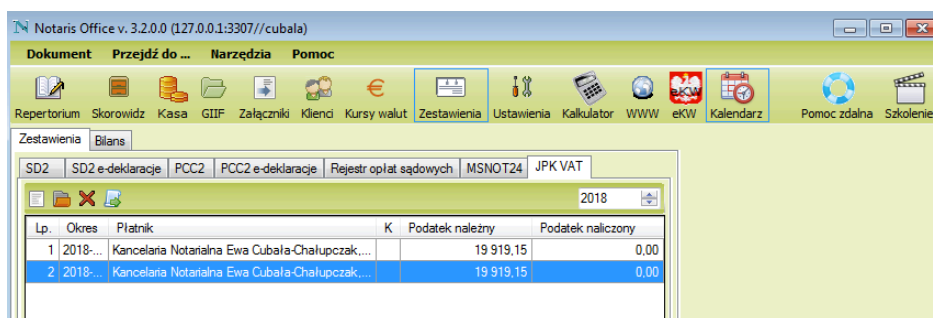 Notaris Office v. 3.2.0.0 (127.0.0.1:3307//cubala)
Dokument Przejdź do ... Narzędzia Pomoc
Repertorium Skorowidz Kasa GIIF Załączniki Klienci Kursy walut Zestawienia Ustawienia Kalkulator WWW eKW Kalendarz Pomoc zdalna Szkolenie
Zestawienia Bilans
SD2 SD2 e-deklaracje PCC2 PCC2 e-deklaracje Rejestr opłat sądowych MSNOT24 JPK VAT
2018
Lp. Okres Płatnik K Podatek należny Podatek naliczony
1 2018-... Kancelaria Notarialna Ewa Cubała-Chałupczak,... 19 919,15 0,00
2 2018-... Kancelaria Notarialna Ewa Cubała-Chałupczak,... 19 919,15 0,00